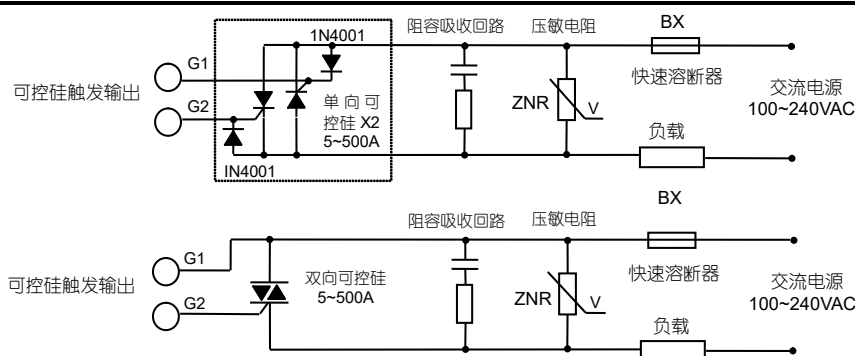 阻容吸收回路
压敏电阻
BX
1N4001
G1
可控硅触发输出
G2
单向可
控硅 X2
5~500A
IN4001
ZNR
V
快速溶断器
交流电源
100~240VAC
负载
BX
阻容吸收回路
压敏电阻
G1
可控硅触发输出
G2
双向可控硅
5~500A
ZNR
V
快速溶断器
交流电源
100~240VAC
负载